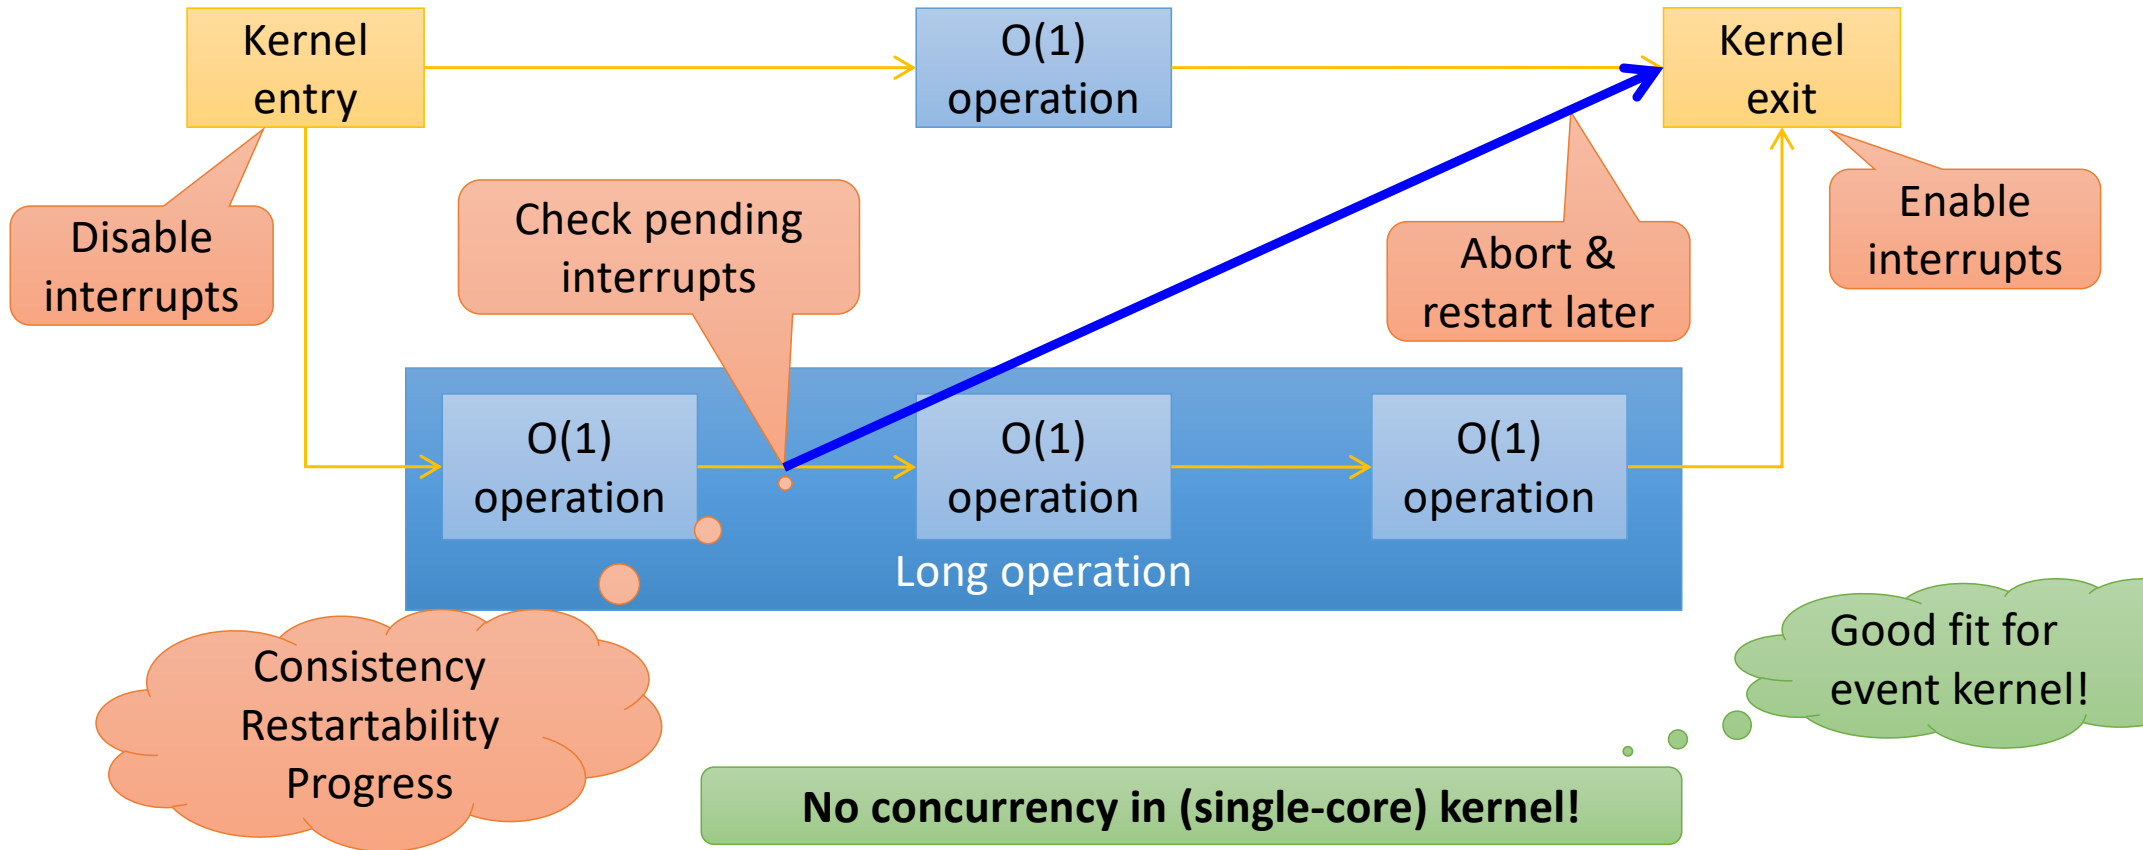 Kernel
entry
O(1)
operation
Kernel
exit
Disable
interrupts
Check pending
interrupts
Abort &
restart later
Enable
interrupts
O(1)
operation
O(1)
operation
O(1)
operation
Long operation
Consistency
Restartability
Progress
Good fit for
event kernel!
No concurrency in (single-core) kernel!